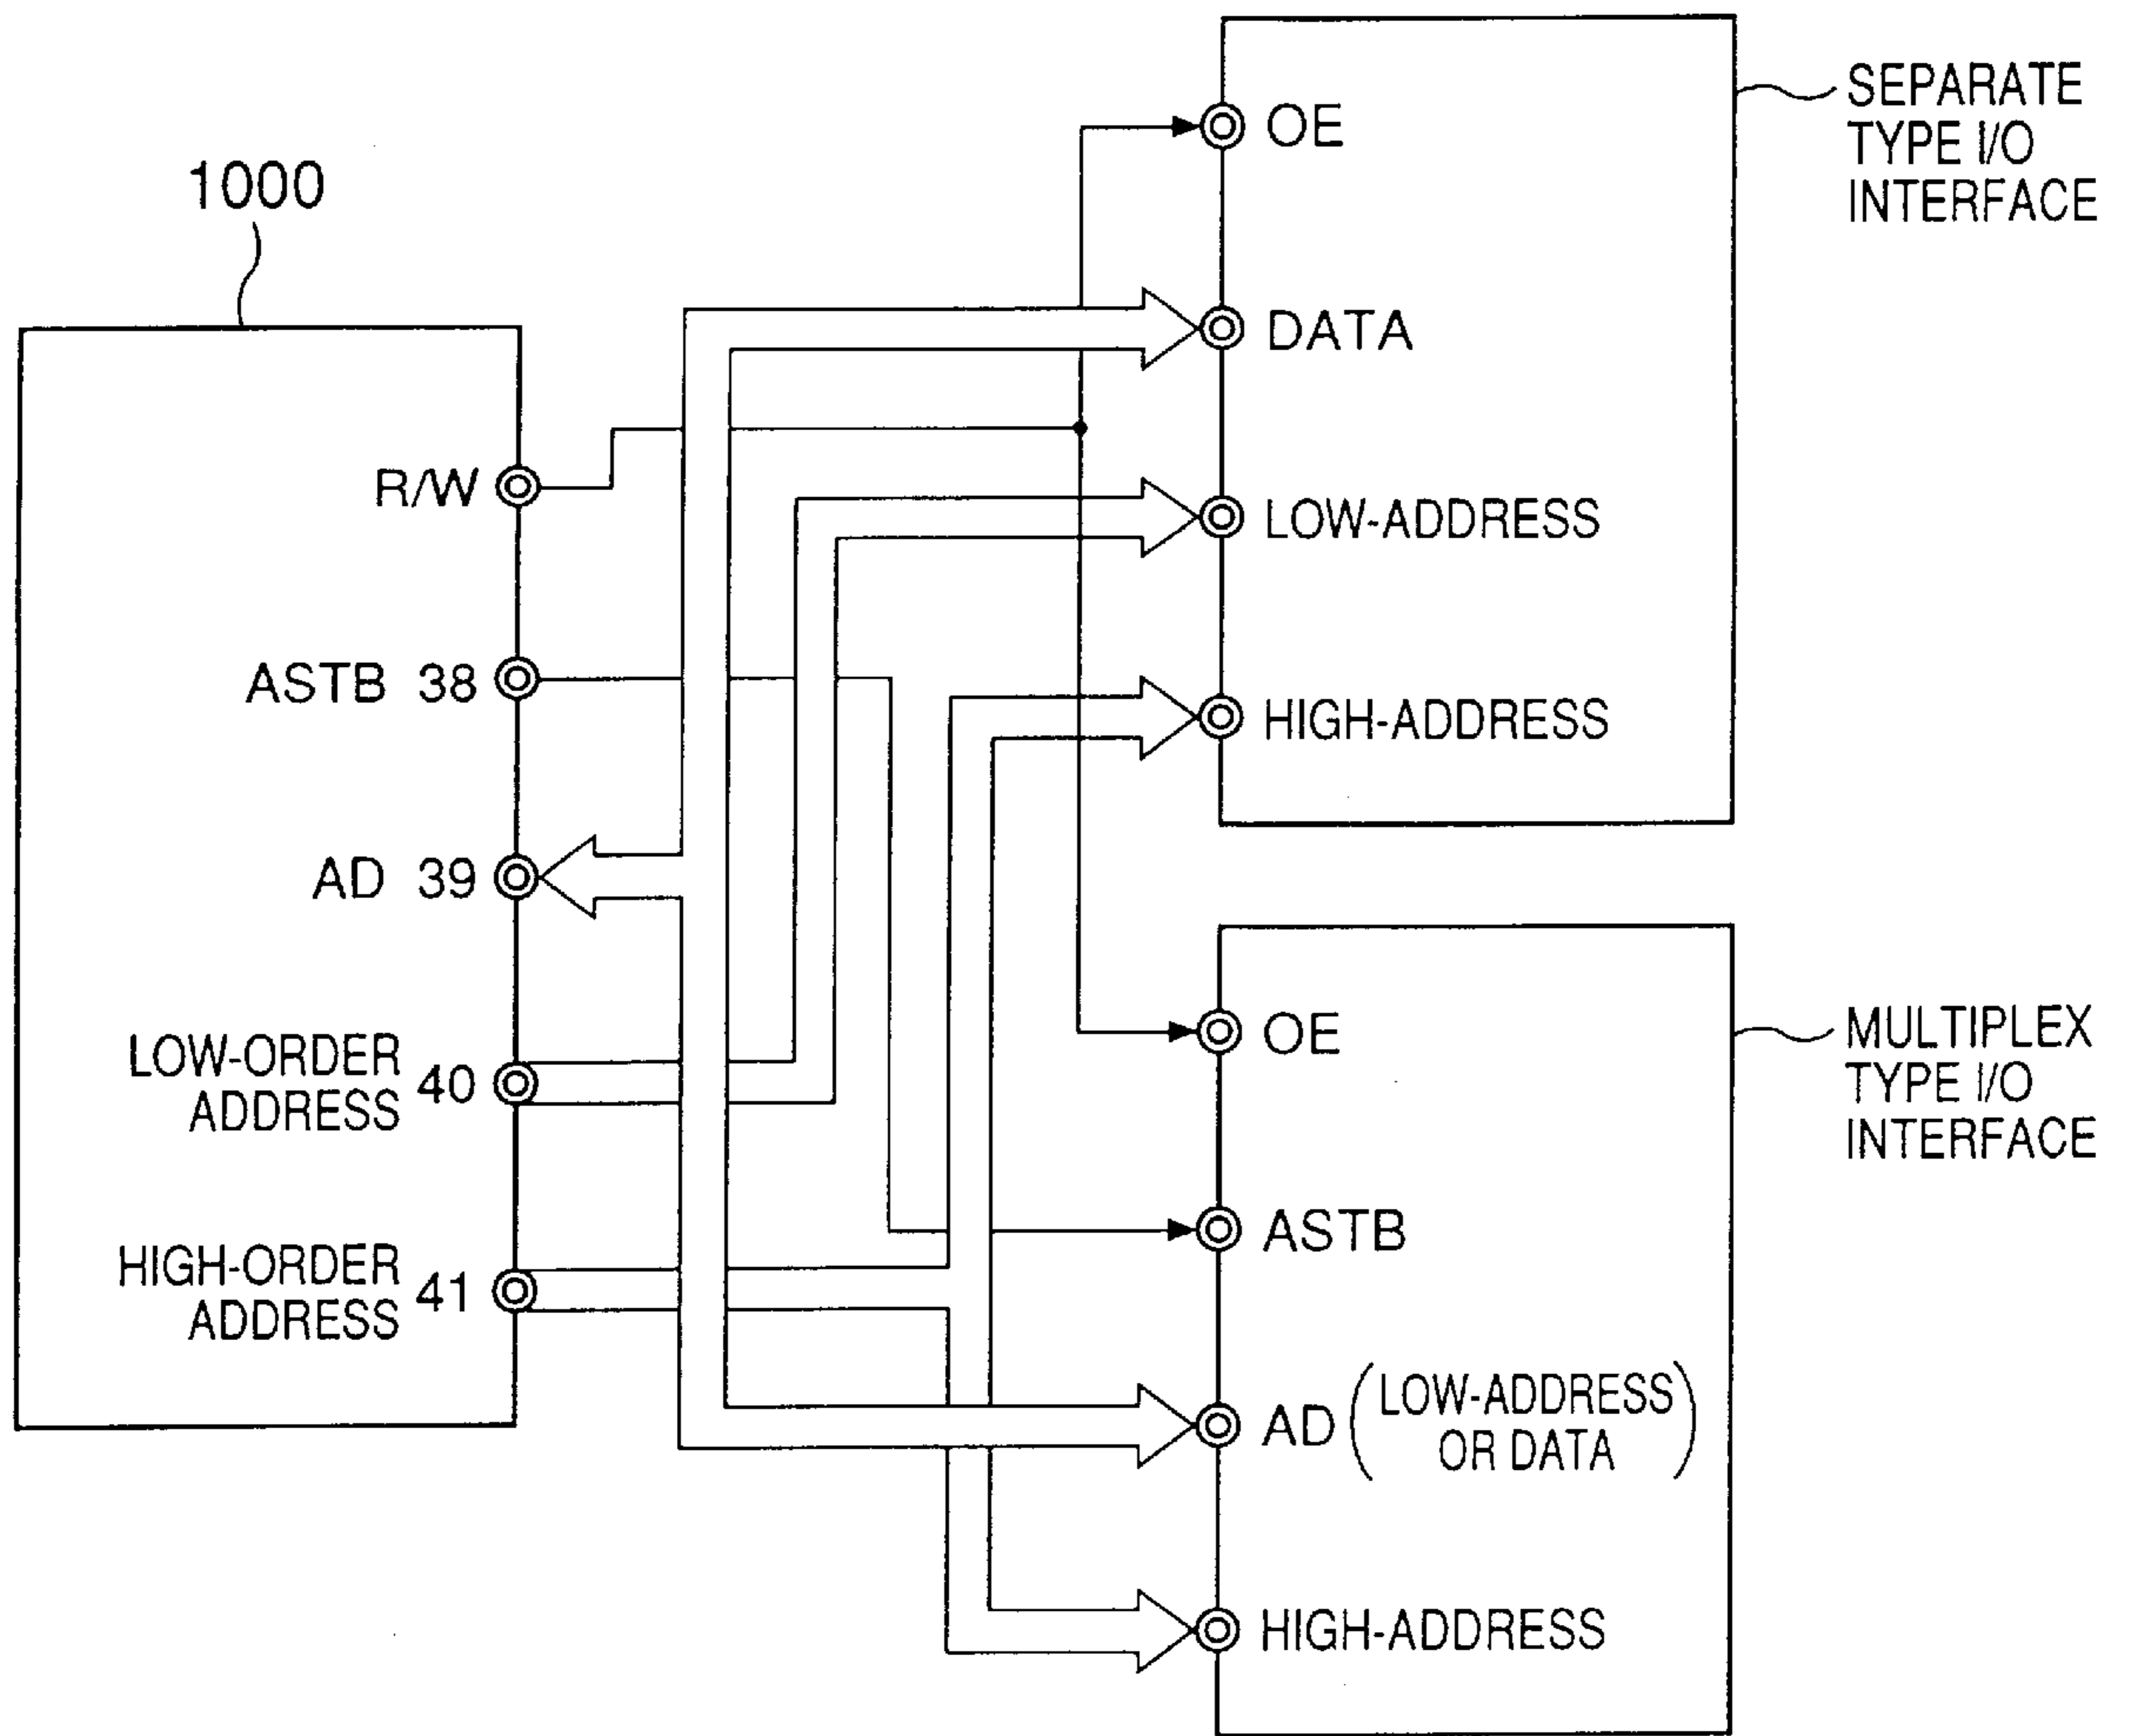 1000
R/W
ASTB 38
AD 39
LOW-ORDER
ADDRESS 40
HIGH-ORDER
ADDRESS 41
OE
DATA
LOW-ADDRESS
HIGH-ADDRESS
SEPARATE
TYPE I/O
INTERFACE
OE
ASTB
AD (LOW-ADDRESS
OR DATA)
HIGH-ADDRESS
MULTIPLEX
TYPE I/O
INTERFACE